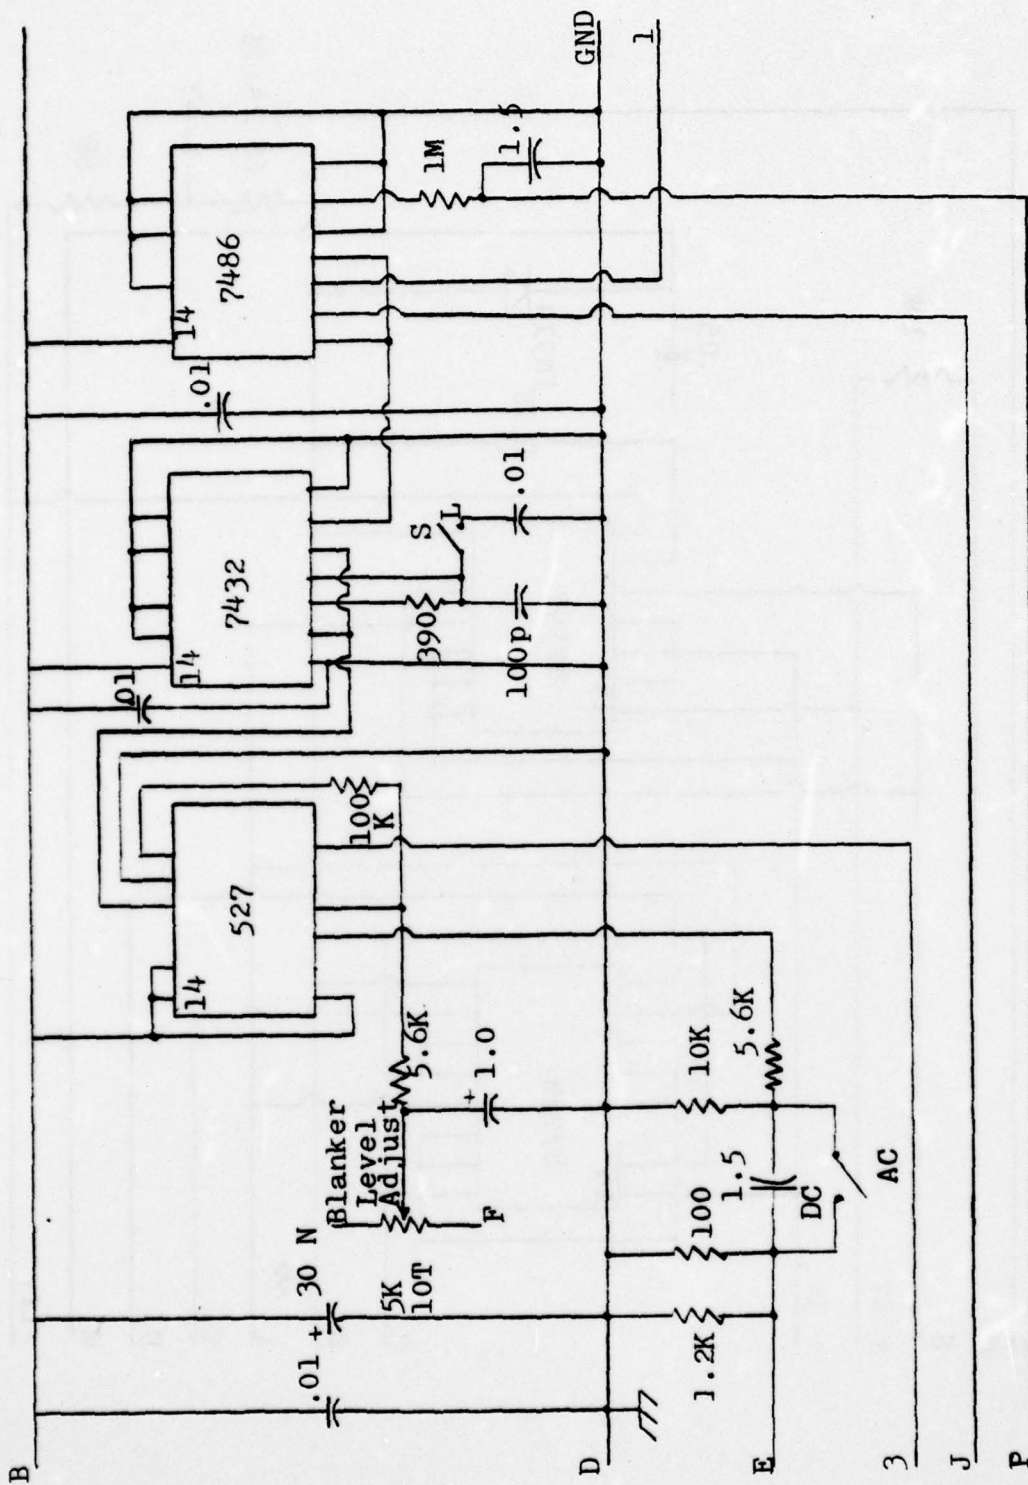 B
.01
+
30
N
Blanker
Level
Adjust
5K
10T
F
5.6K
+
1.0
527
14
100
K
.01
7432
14
390
100p
S
L
.01
.01
7486
14
1M
1.5
GND
1
D
1.2K
100
10K
E
1.5
DC
AC
5.6K
3
J
P